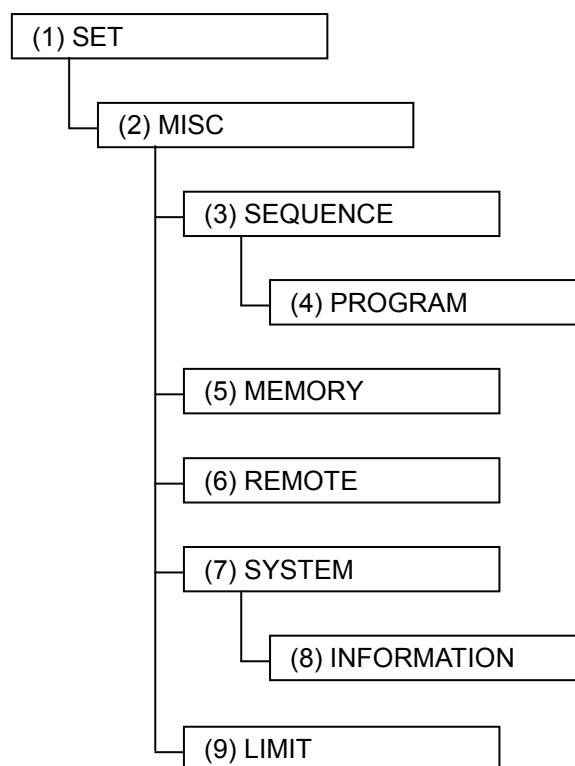 (1) SET
(2) MISC
(3) SEQUENCE
(4) PROGRAM
(5) MEMORY
(6) REMOTE
(7) SYSTEM
(8) INFORMATION
(9) LIMIT